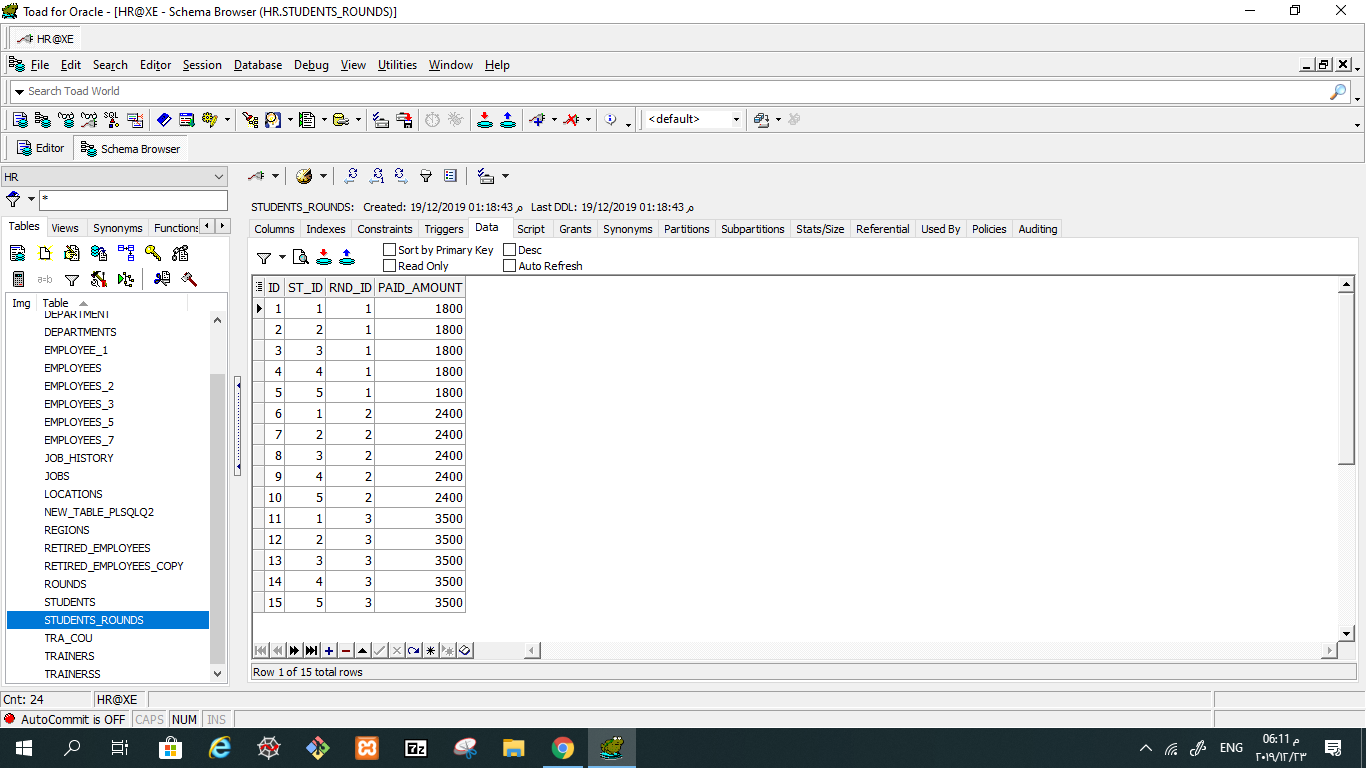 Toad for Oracle - [HR@XE - Schema Browser (HR.STUDENTS_ROUNDS)]
HR@XE
File Edit Search Editor Session Database Debug View Utilities Window Help
Search Toad World
SQL <default>
Editor Schema Browser
HR
*
STUDENTS_ROUNDS: Created: 19/12/2019 01:18:43 م Last DDL: 19/12/2019 01:18:43 م
Tables Views Synonyms Functions
Columns Indexes Constraints Triggers Data Script Grants Synonyms Partitions Subpartitions Stats/Size Referential Used By Policies Auditing
Sort by Primary Key Desc
Read Only Auto Refresh
Img Table
DEPARTMENT
DEPARTMENTS
EMPLOYEE_1
EMPLOYEES
EMPLOYEES_2
EMPLOYEES_3
EMPLOYEES_5
EMPLOYEES_7
JOB_HISTORY
JOBS
LOCATIONS
NEW_TABLE_PLSQLQ2
REGIONS
RETIRED_EMPLOYEES
RETIRED_EMPLOYEES_COPY
ROUNDS
STUDENTS
STUDENTS_ROUNDS
TRA_COU
TRAINERS
TRAINERSS
ID ST_ID RND_ID PAID_AMOUNT
1 1 1 1800
2 2 1 1800
3 3 1 1800
4 4 1 1800
5 5 1 1800
6 1 2 2400
7 2 2 2400
8 3 2 2400
9 4 2 2400
10 5 2 2400
11 1 3 3500
12 2 3 3500
13 3 3 3500
14 4 3 3500
15 5 3 3500
Row 1 of 15 total rows
Cnt: 24 HR@XE
AutoCommit is OFF CAPS NUM INS
7z
ENG
06:11 م
٢٠١٩/١٢/٢٣